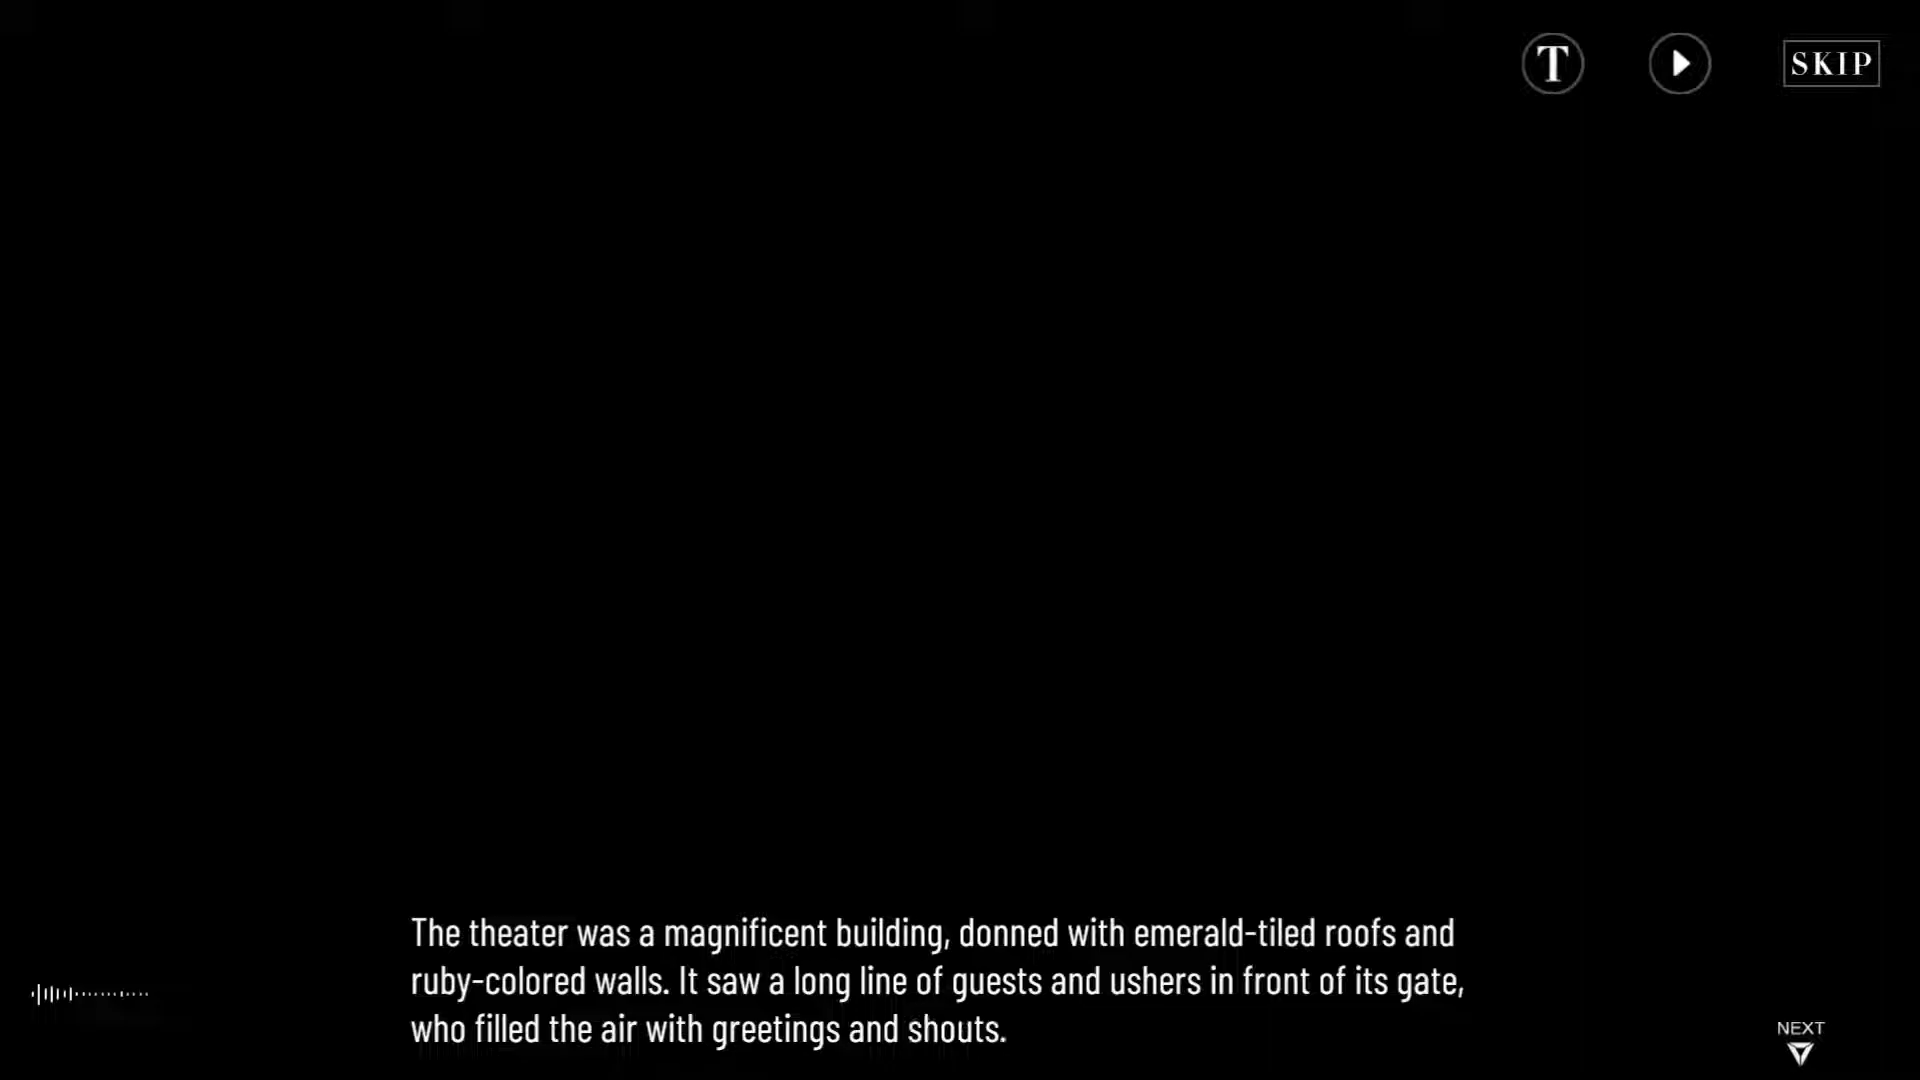 T
SKIP
The theater was a magnificent building, donned with emerald-tiled roofs and
ruby-colored walls. It saw a long line of guests and ushers in front of its gate,
who filled the air with greetings and shouts.
NEXT